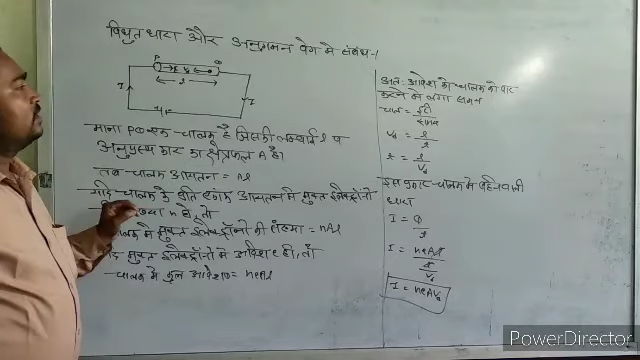 विद्युत धारा और अनुगमन वेग मे संबंध-1
P
Q
E
l
I
I
माना PQ एक चालक है जिसकी लम्बाई l व
अनुप्रस्थ काट का क्षेत्रफल A है।
तब चालक आयतन = Al
यदि चालक के प्रति एकांक आयतन मे मुक्त इलेक्ट्रॉनो
n हो, तो
चालक मे मुक्त इलेक्ट्रॉनो की संख्या = nAl
मुक्त इलेक्ट्रॉनो मे आवेश e हो, तो
चालक मे कुल आवेश Q = neAl
अतः आवेश को चालक को पार
करने मे लगा समय
चाल = दूरी / समय
Vd = l / t
t = l / Vd
इस प्रकार चालक मे बहने वाली
धारा
I = Q / t
I = neAl / l / Vd
I = neAVd
PowerDirector